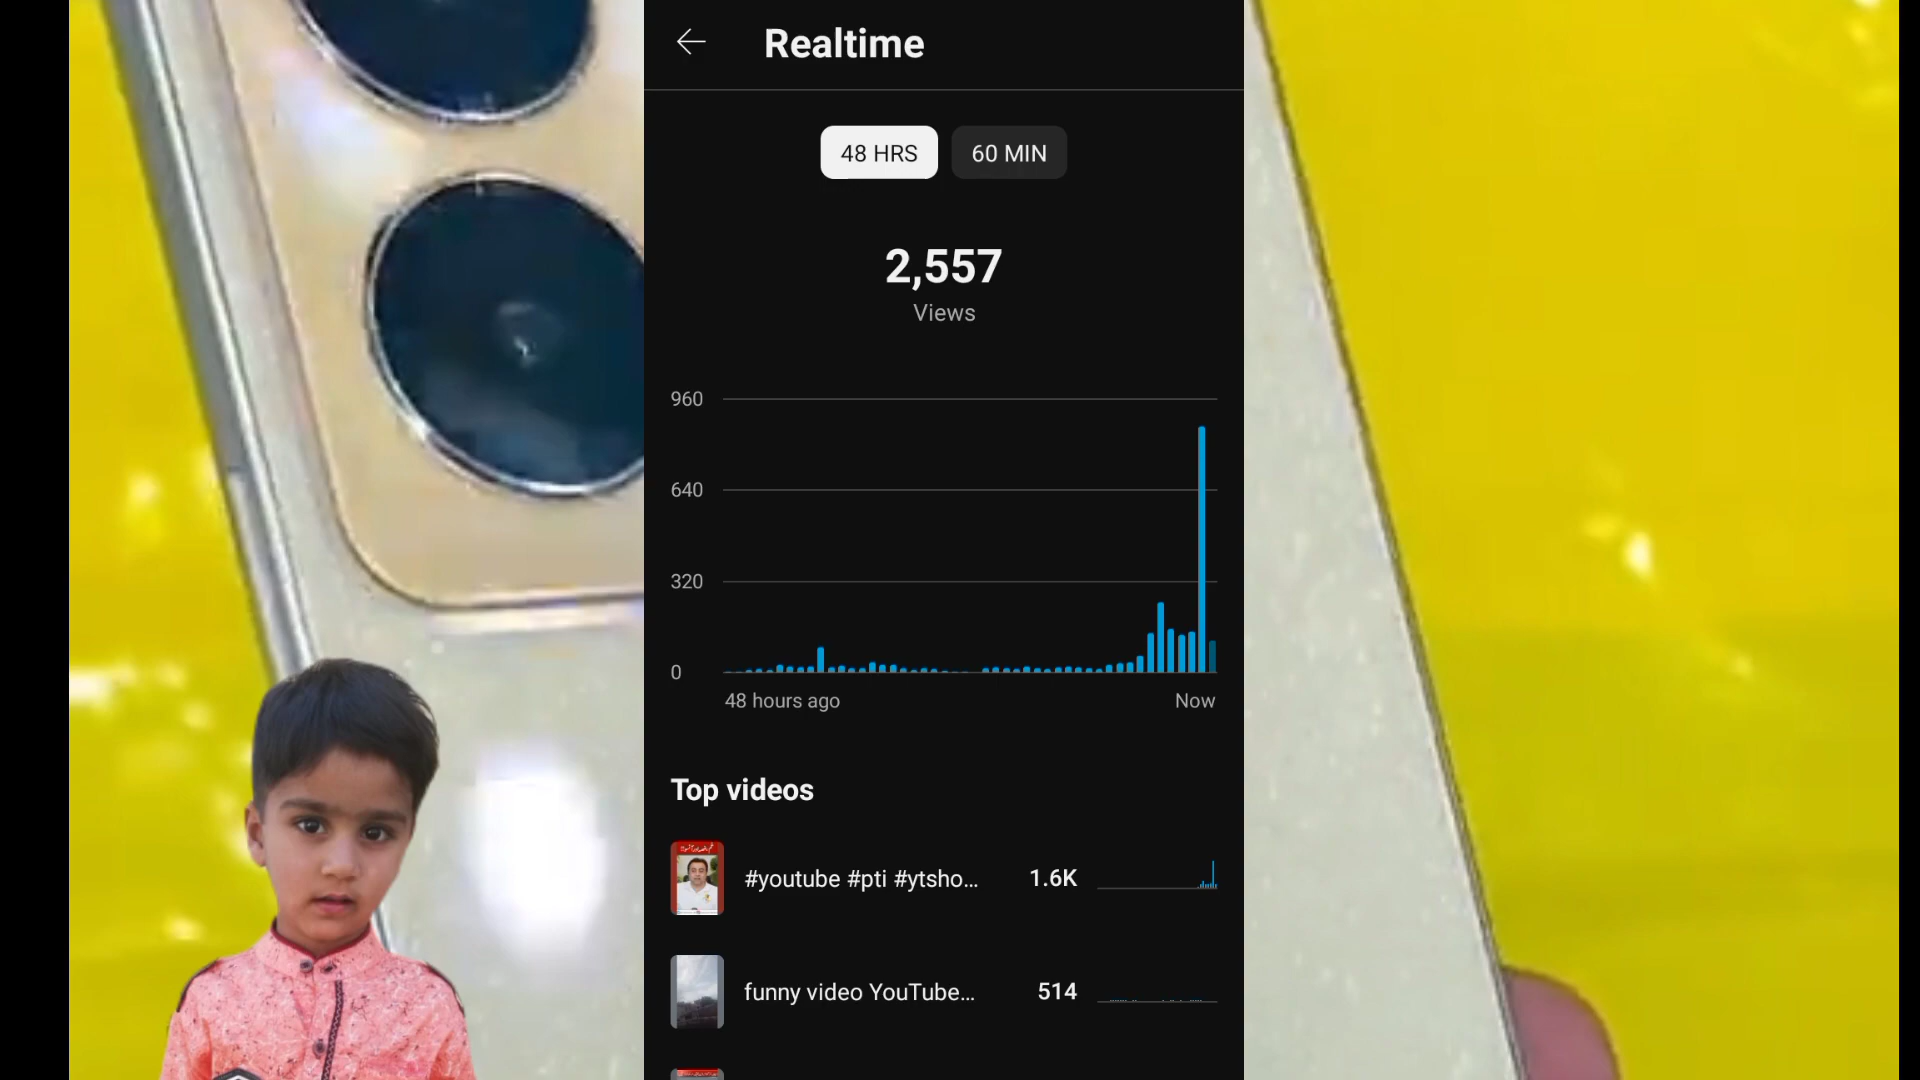 Realtime
48 HRS 60 MIN
2,557
Views
960
640
320
0
48 hours ago Now
Top videos
#youtube #pti #ytsho... 1.6K
funny video YouTube... 514